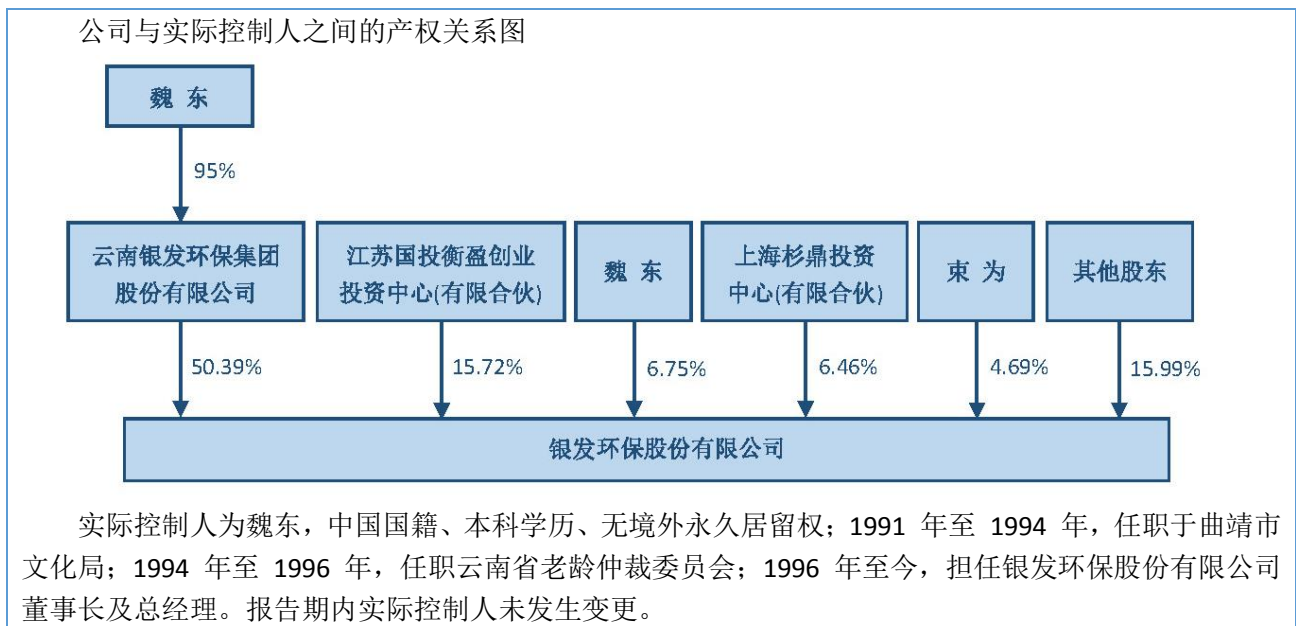 公司与实际控制人之间的产权关系图
魏 东
95%
云南银发环保集团
股份有限公司
江苏国投衡盈创业
投资中心(有限合伙)
魏 东
上海杉鼎投资
中心(有限合伙)
束 为
其他股东
50.39%
15.72%
6.75%
6.46%
4.69%
15.99%
银发环保股份有限公司
实际控制人为魏东，中国国籍、本科学历、无境外永久居留权；1991 年至 1994 年，任职于曲靖市
文化局；1994 年至 1996 年，任职云南省老龄仲裁委员会；1996 年至今，担任银发环保股份有限公司
董事长及总经理。报告期内实际控制人未发生变更。